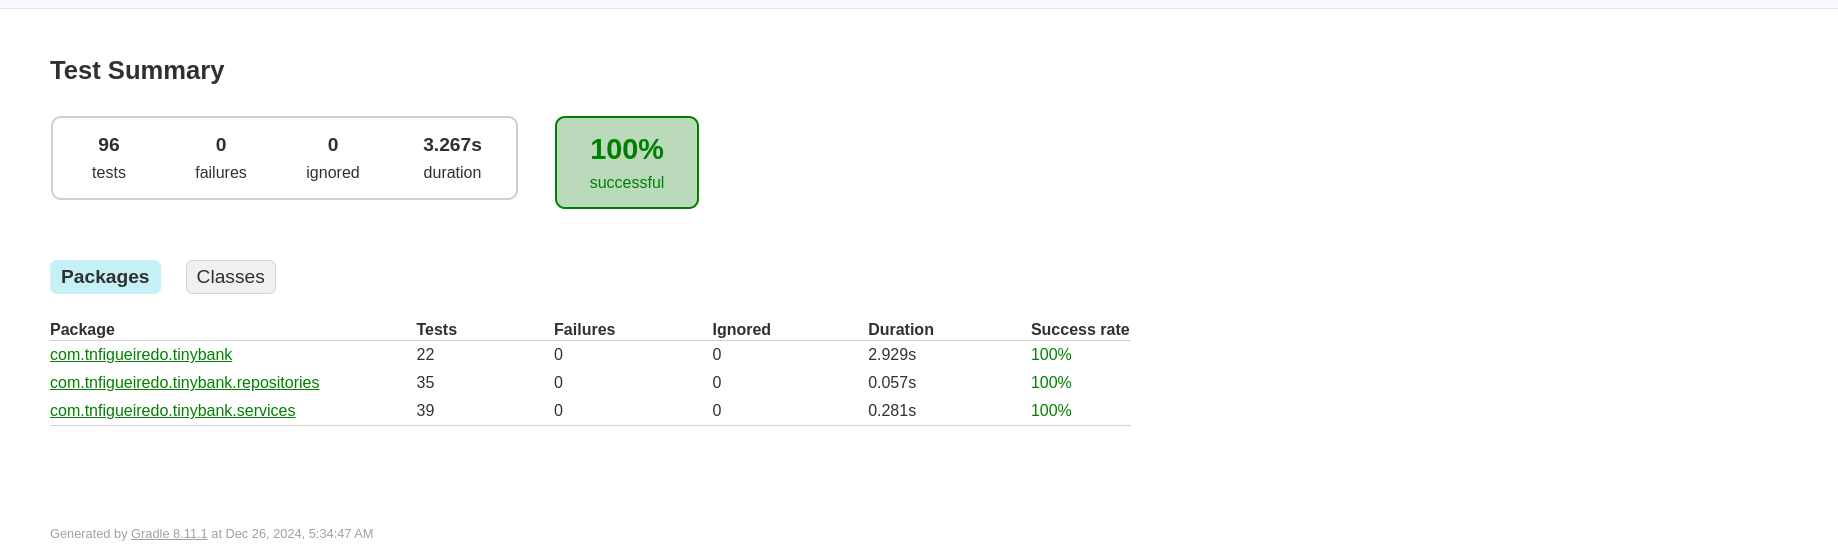 Test Summary
96 0 0 3.267s
tests failures ignored duration
100%
successful
Packages Classes
Package Tests Failures Ignored Duration Success rate
com.tnfigueiredo.tinybank 22 0 0 2.929s 100%
com.tnfigueiredo.tinybank.repositories 35 0 0 0.057s 100%
com.tnfigueiredo.tinybank.services 39 0 0 0.281s 100%
Generated by Gradle 8.11.1 at Dec 26, 2024, 5:34:47 AM